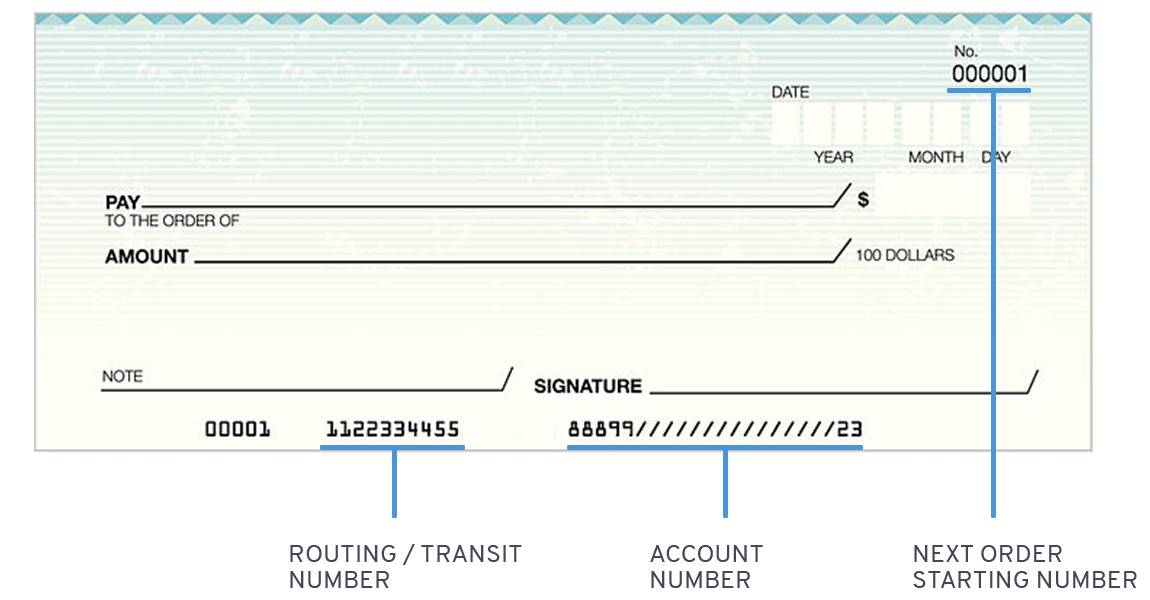 No.
000001
DATE
YEAR MONTH DAY
PAY $
TO THE ORDER OF
AMOUNT 100 DOLLARS
NOTE
SIGNATURE
00001 1122334455 88899///////////////23
ROUTING / TRANSIT
NUMBER
ACCOUNT
NUMBER
NEXT ORDER
STARTING NUMBER